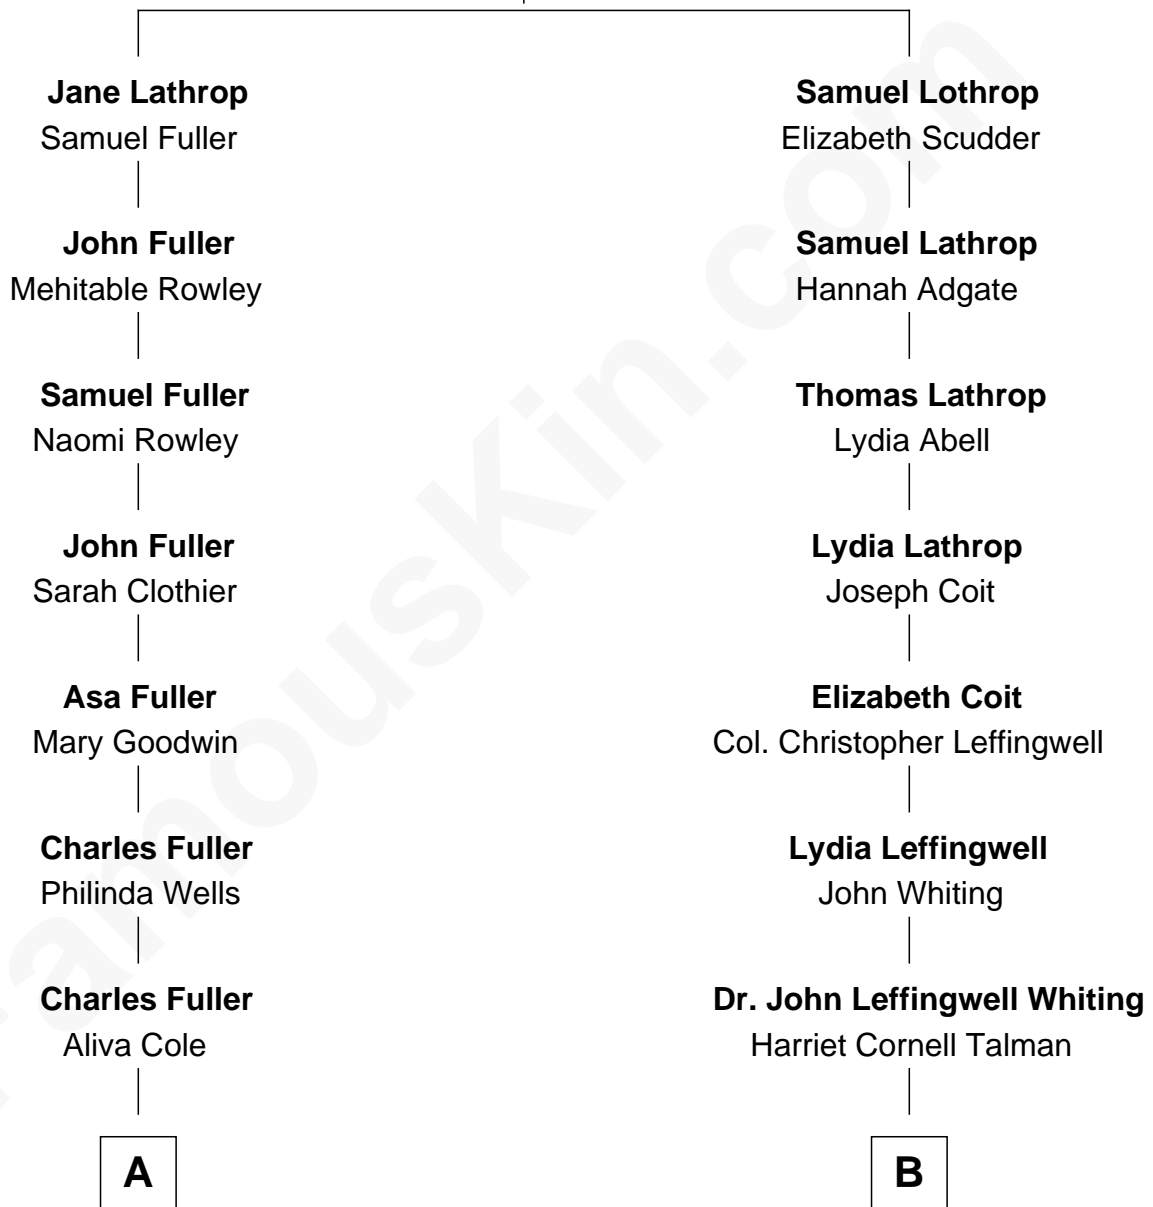 Jane Lathrop
Samuel Fuller
John Fuller
Mehitable Rowley
Samuel Fuller
Naomi Rowley
John Fuller
Sarah Clothier
Asa Fuller
Mary Goodwin
Charles Fuller
Philinda Wells
Charles Fuller
Aliva Cole
A
Samuel Lothrop
Elizabeth Scudder
Samuel Lathrop
Hannah Adgate
Thomas Lathrop
Lydia Abell
Lydia Lathrop
Joseph Coit
Elizabeth Coit
Col. Christopher Leffingwell
Lydia Leffingwell
John Whiting
Dr. John Leffingwell Whiting
Harriet Cornell Talman
B
FamousKin.com